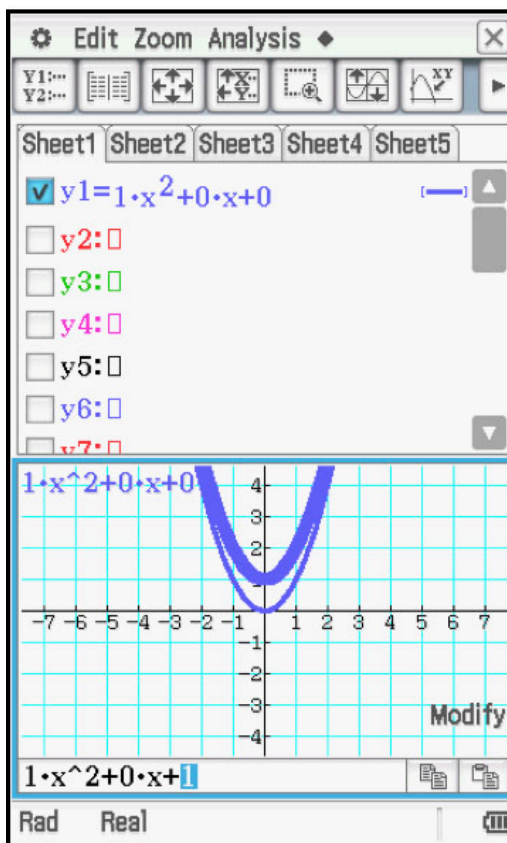 Edit Zoom Analysis ◆
Y1:... Y2:...
XY
Sheet1 Sheet2 Sheet3 Sheet4 Sheet5
y1=1·x²+0·x+0
y2:□
y3:□
y4:□
y5:□
y6:□
y7:□
1·x^2+0·x+0
4
3
2
1
-7 -6 -5 -4 -3 -2 -1 1 2 3 4 5 6 7
-1
-2
-3
Modify
-4
1·x^2+0·x+1
Rad Real